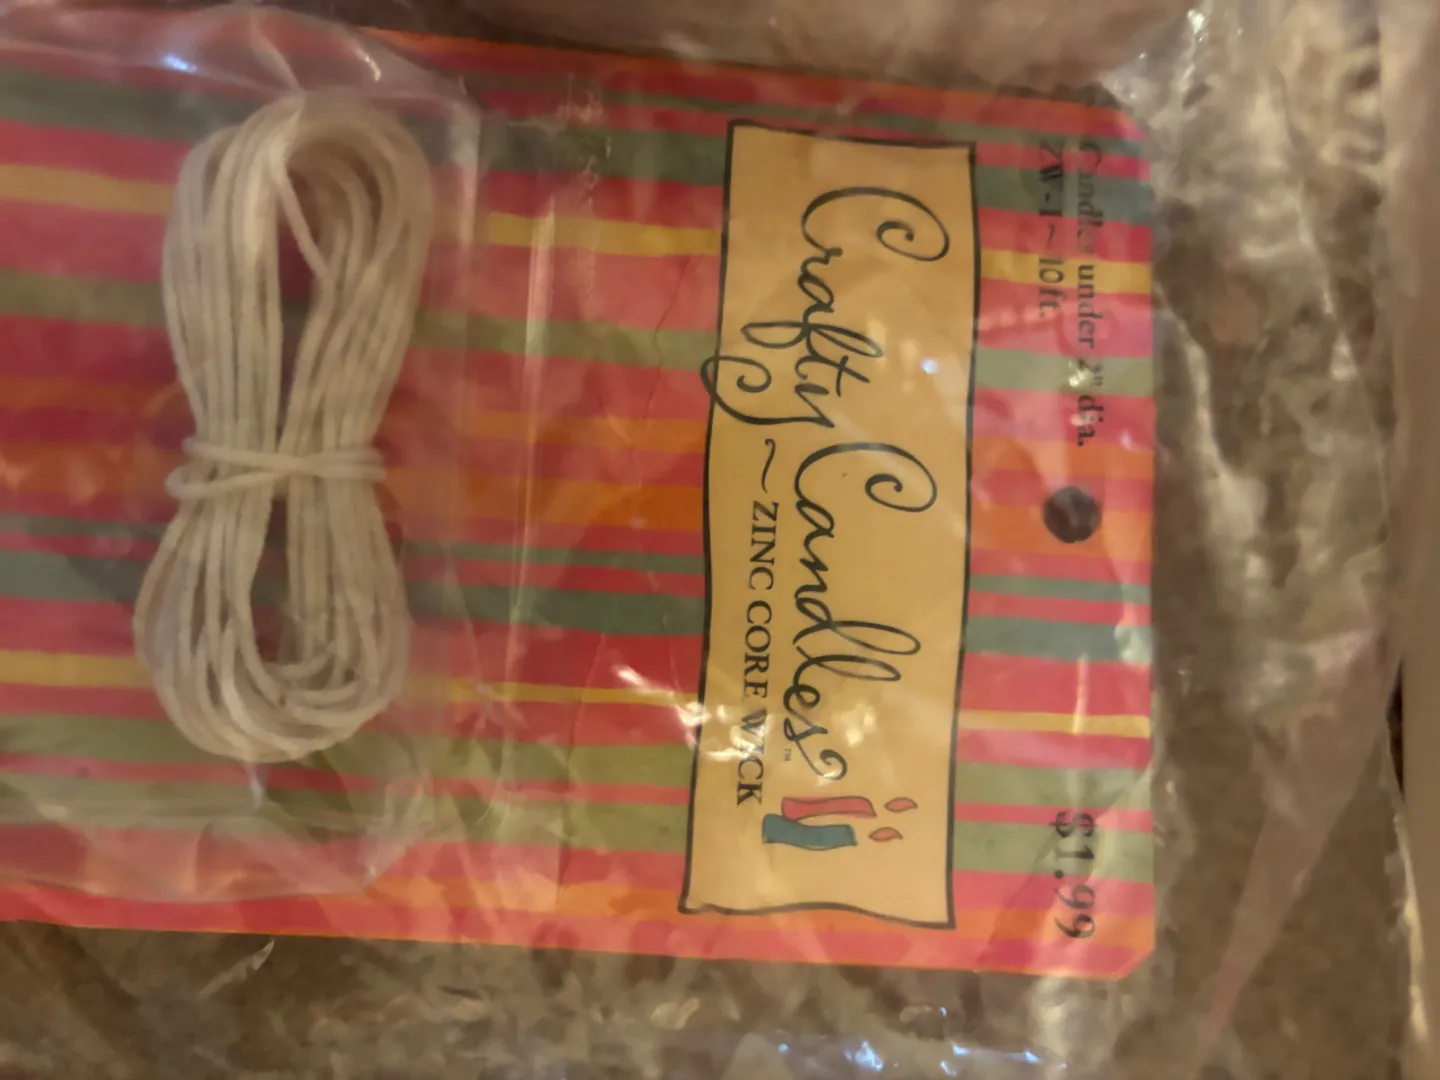 Candles under 2" dia.
ZW-1 ~ 10ft.
$1.99
Crafty Candles™
~ ZINC CORE WICK